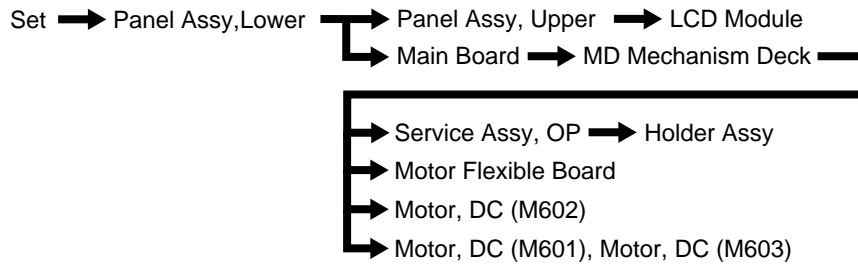 Set Panel Assy,Lower Panel Assy, Upper LCD Module
Main Board MD Mechanism Deck
Service Assy, OP Holder Assy
Motor Flexible Board
Motor, DC (M602)
Motor, DC (M601), Motor, DC (M603)